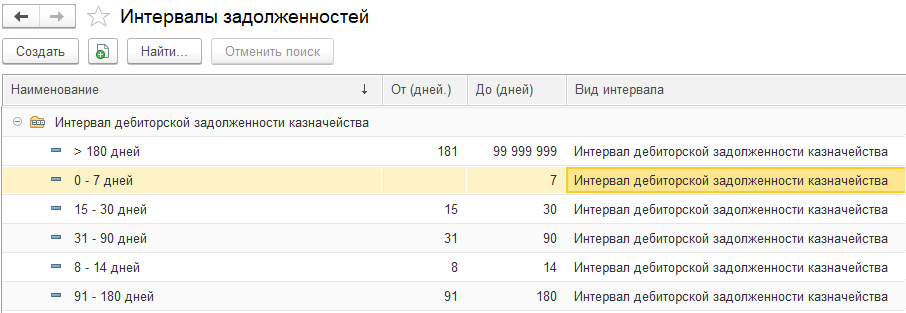 Интервалы задолженностей
Создать Найти... Отменить поиск
Наименование ↓ От (дней.) До (дней) Вид интервала
Интервал дебиторской задолженности казначейства
> 180 дней 181 99 999 999 Интервал дебиторской задолженности казначейства
0 - 7 дней 7 Интервал дебиторской задолженности казначейства
15 - 30 дней 15 30 Интервал дебиторской задолженности казначейства
31 - 90 дней 31 90 Интервал дебиторской задолженности казначейства
8 - 14 дней 8 14 Интервал дебиторской задолженности казначейства
91 - 180 дней 91 180 Интервал дебиторской задолженности казначейства